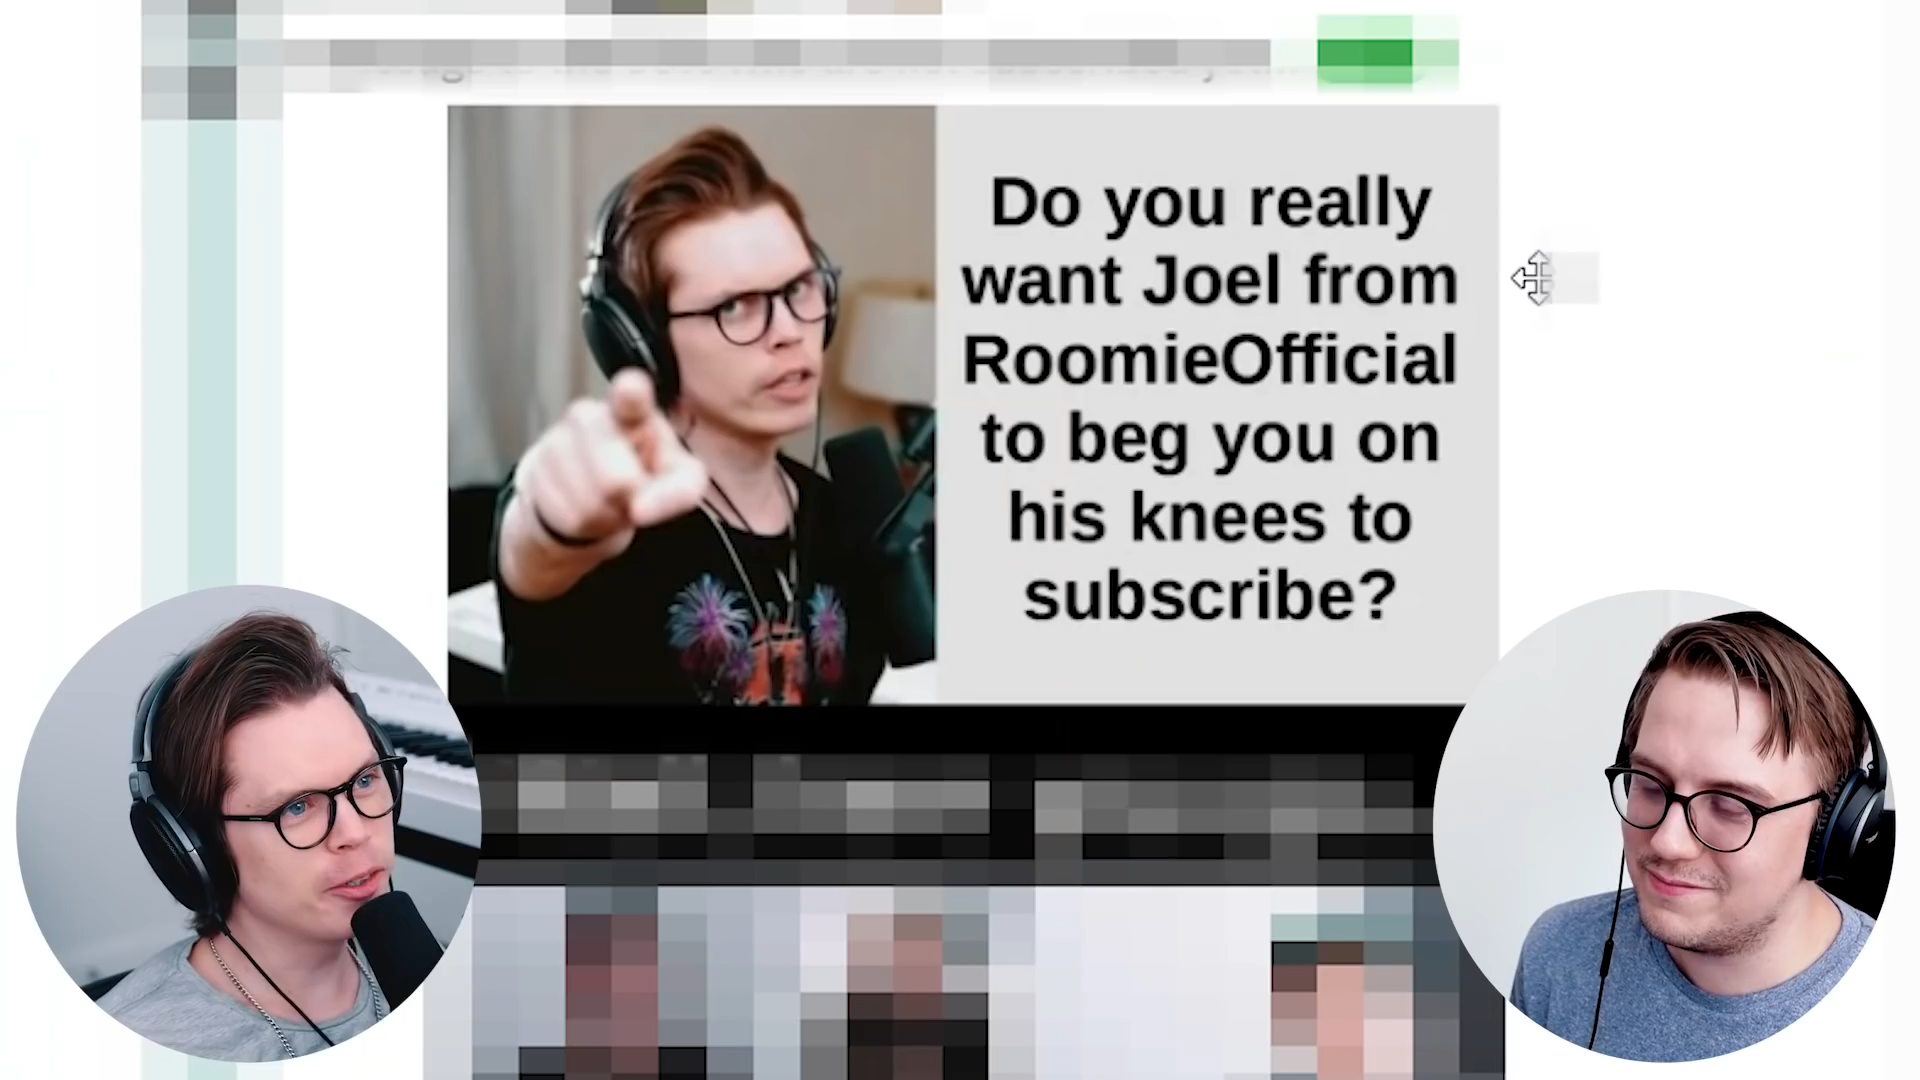 Do you really
want Joel from
RoomieOfficial
to beg you on
his knees to
subscribe?